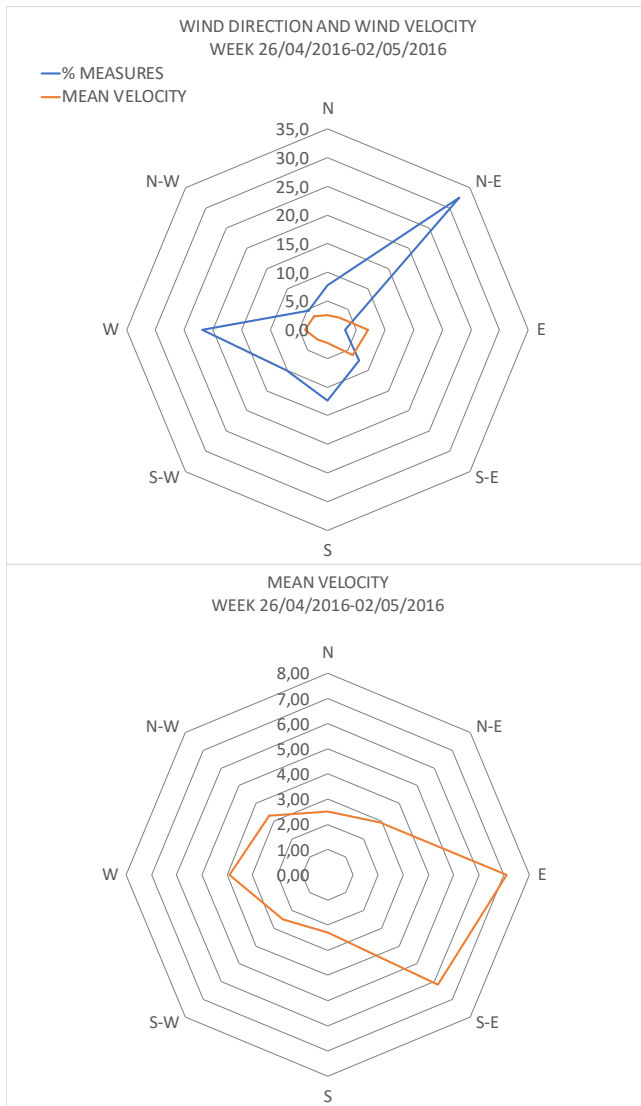 WIND DIRECTION AND WIND VELOCITY
WEEK 26/04/2016-02/05/2016
% MEASURES
MEAN VELOCITY
N
35,0
30,0
25,0
20,0
15,0
10,0
5,0
0,0
N-W
N-E
W
E
S-W
S-E
S
MEAN VELOCITY
WEEK 26/04/2016-02/05/2016
N
8,00
7,00
6,00
5,00
4,00
3,00
2,00
1,00
0,00
N-W
N-E
W
E
S-W
S-E
S